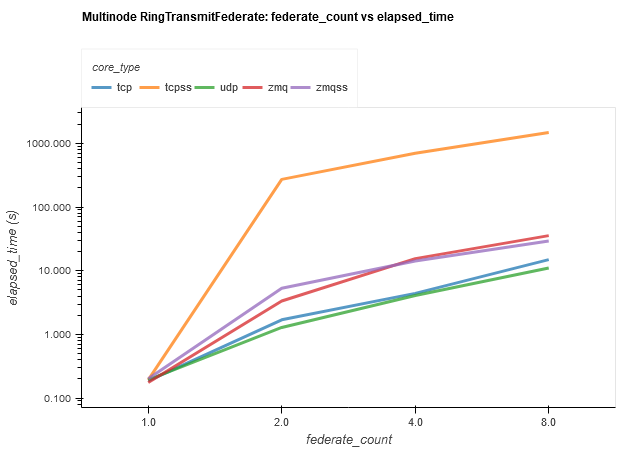 Multinode RingTransmitFederate: federate_count vs elapsed_time
core_type
tcp tcpss udp zmq zmqss
elapsed_time (s)
1000.000
100.000
10.000
1.000
0.100
1.0 2.0 4.0 8.0
federate_count